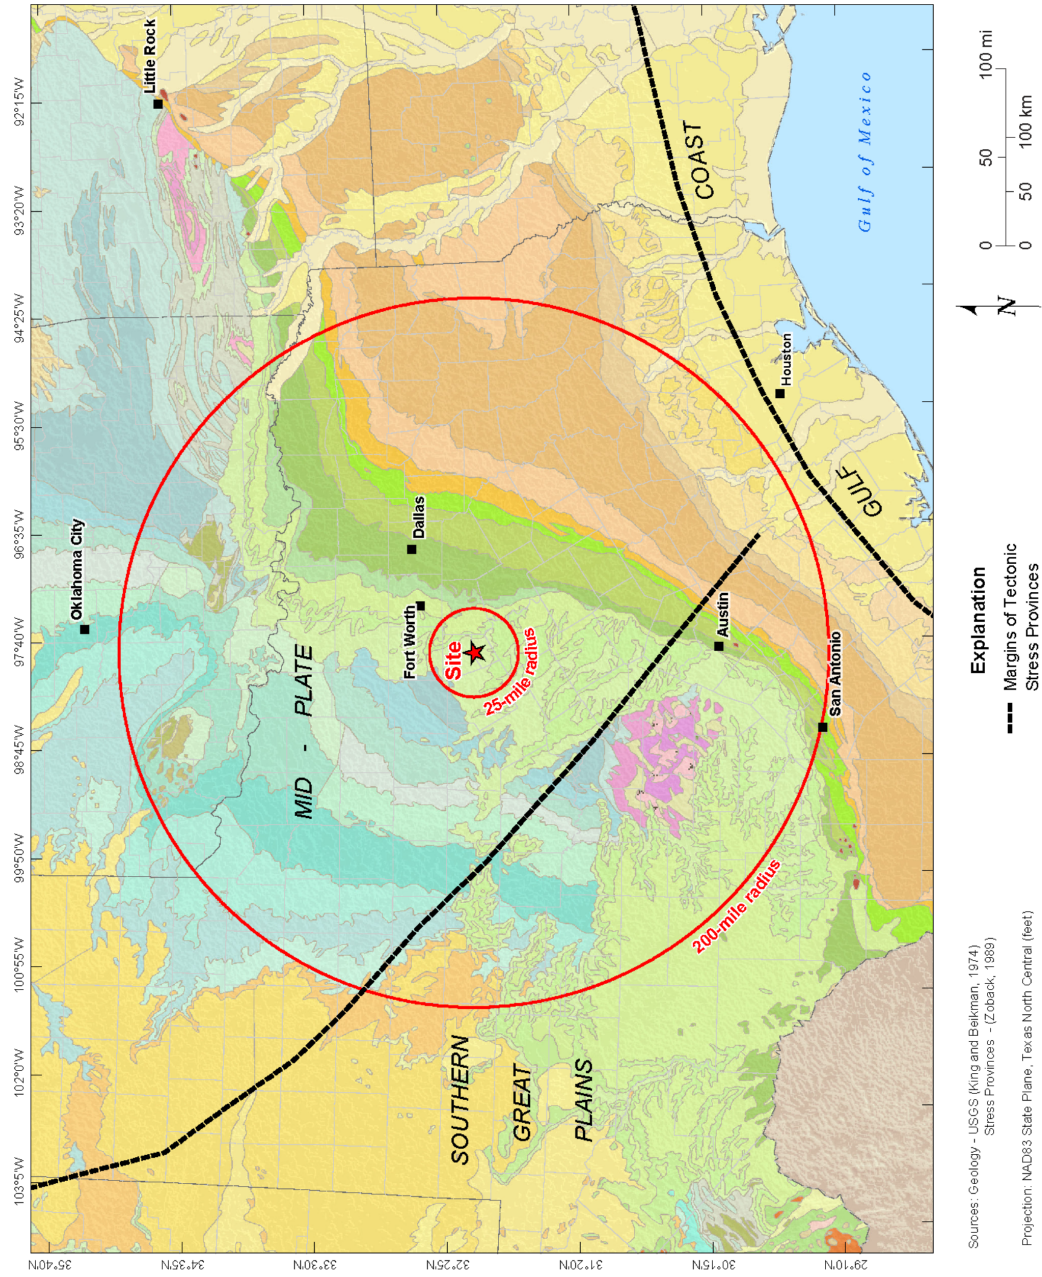 92°15'W
93°20'W
94°25'W
95°30'W
96°35'W
97°40'W
98°45'W
99°50'W
100°55'W
102°0'W
103°5'W
35°40'N
34°35'N
33°30'N
32°25'N
31°20'N
30°15'N
29°10'N
Little Rock
Oklahoma City
Dallas
Fort Worth
Site
25-mile radius
MID - PLATE
Austin
San Antonio
Houston
200-mile radius
SOUTHERN
GREAT
PLAINS
GULF
COAST
Gulf of Mexico
0 50 100 mi
0 50 100 km
N
Explanation
Margins of Tectonic
Stress Provinces
Sources: Geology - USGS (King and Beikman, 1974)
Stress Provinces - (Zoback, 1989)
Projection: NAD83 State Plane, Texas North Central (feet)